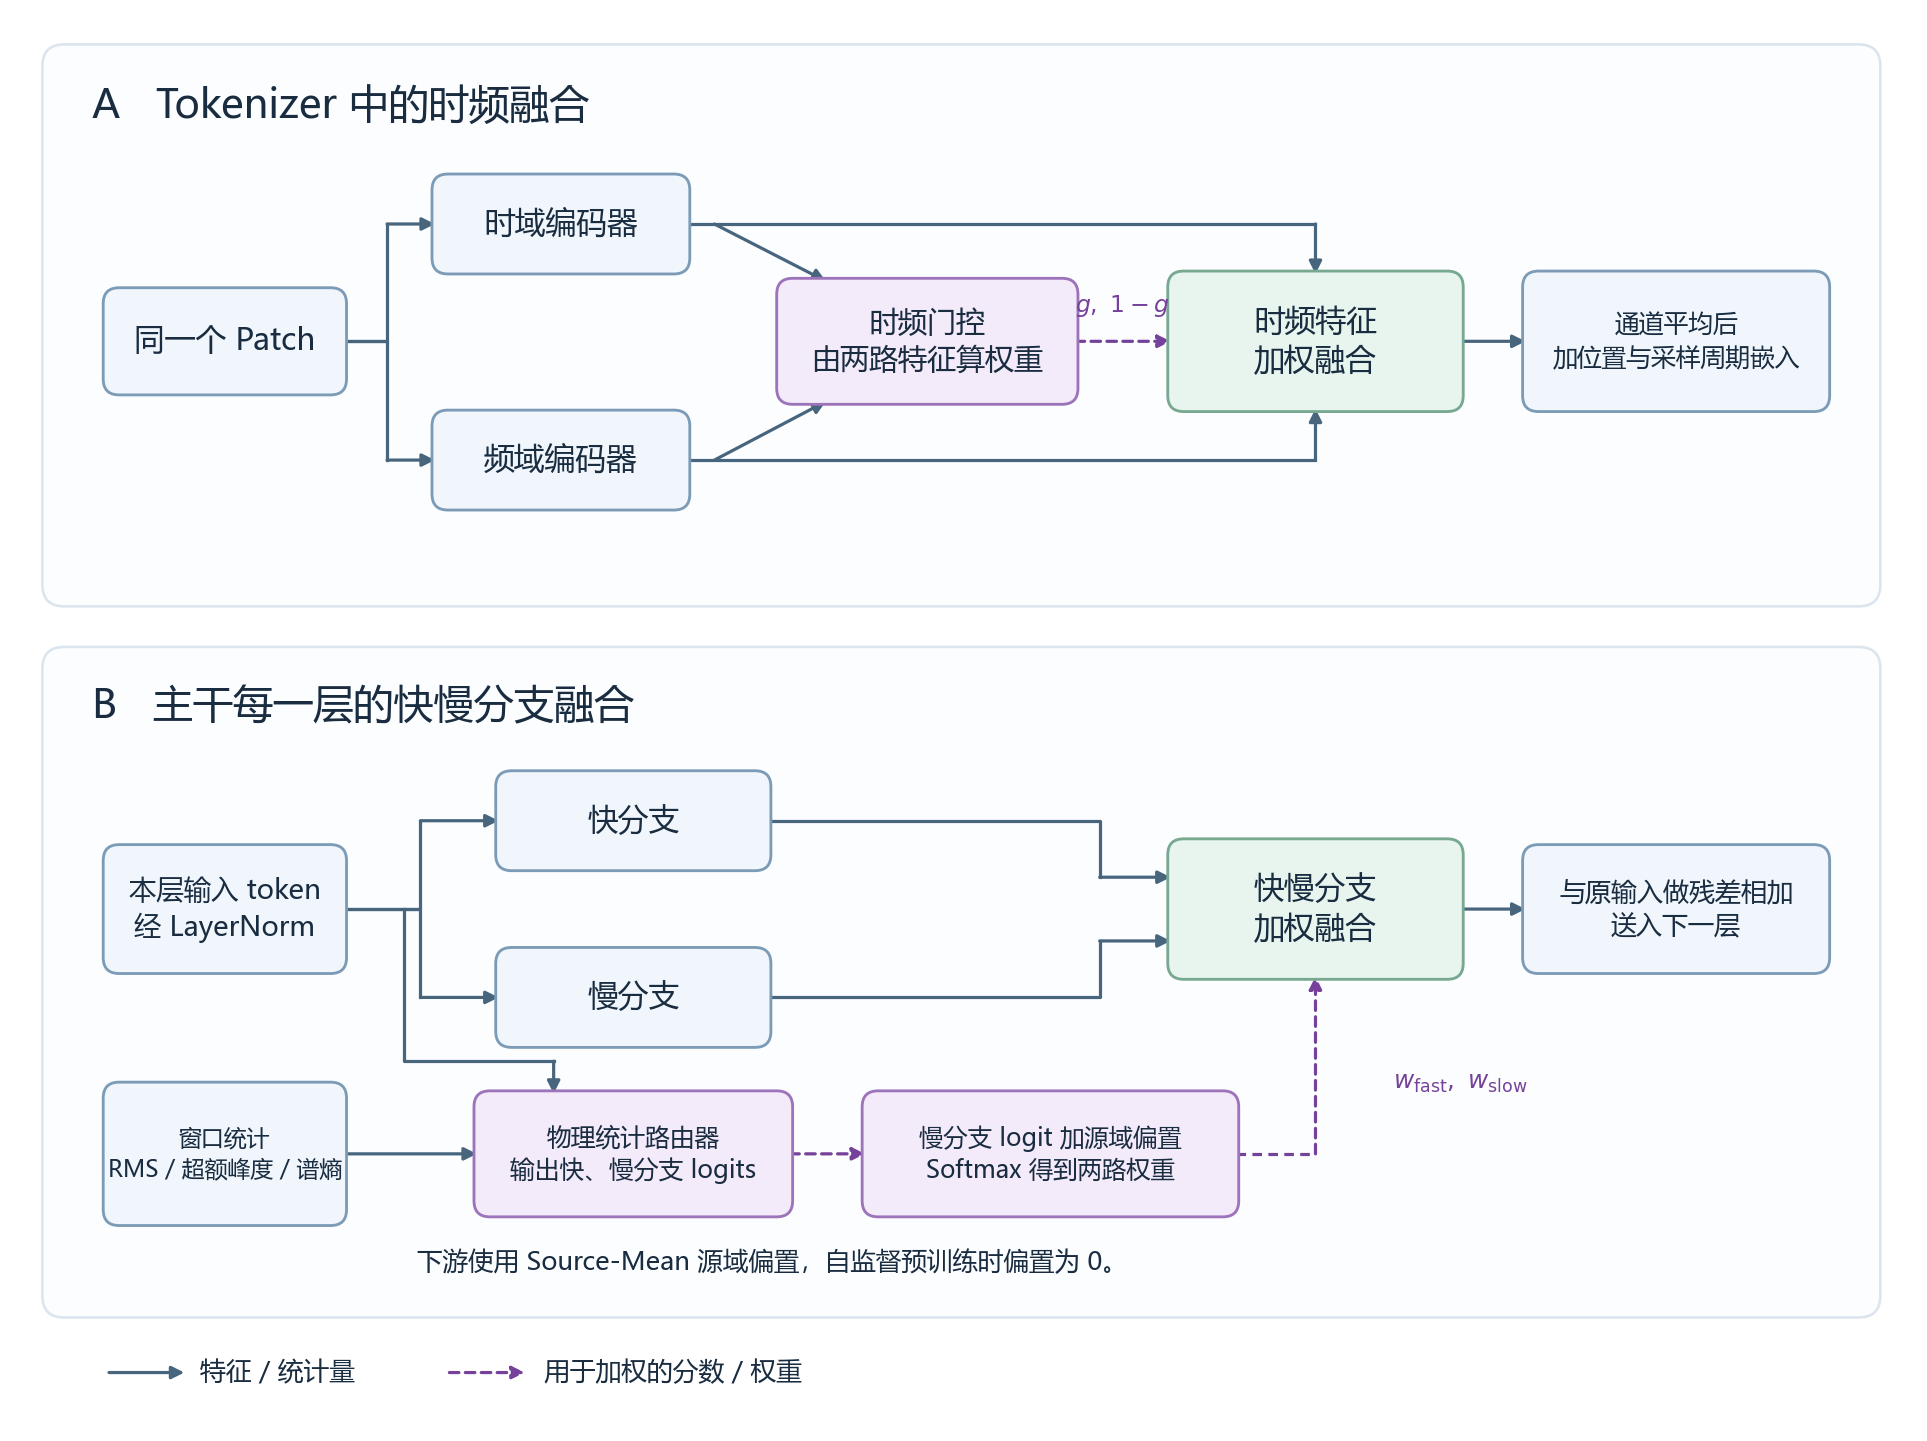 A Tokenizer 中的时频融合
时域编码器
同一个 Patch
时频门控
由两路特征算权重
g, 1 − g
时频特征
加权融合
通道平均后
加位置与采样周期嵌入
频域编码器
B 主干每一层的快慢分支融合
快分支
本层输入 token
经 LayerNorm
快慢分支
加权融合
与原输入做残差相加
送入下一层
慢分支
w_fast, w_slow
窗口统计
RMS / 超额峰度 / 谱熵
物理统计路由器
输出快、慢分支 logits
慢分支 logit 加源域偏置
Softmax 得到两路权重
下游使用 Source-Mean 源域偏置，自监督预训练时偏置为 0。
特征 / 统计量
用于加权的分数 / 权重